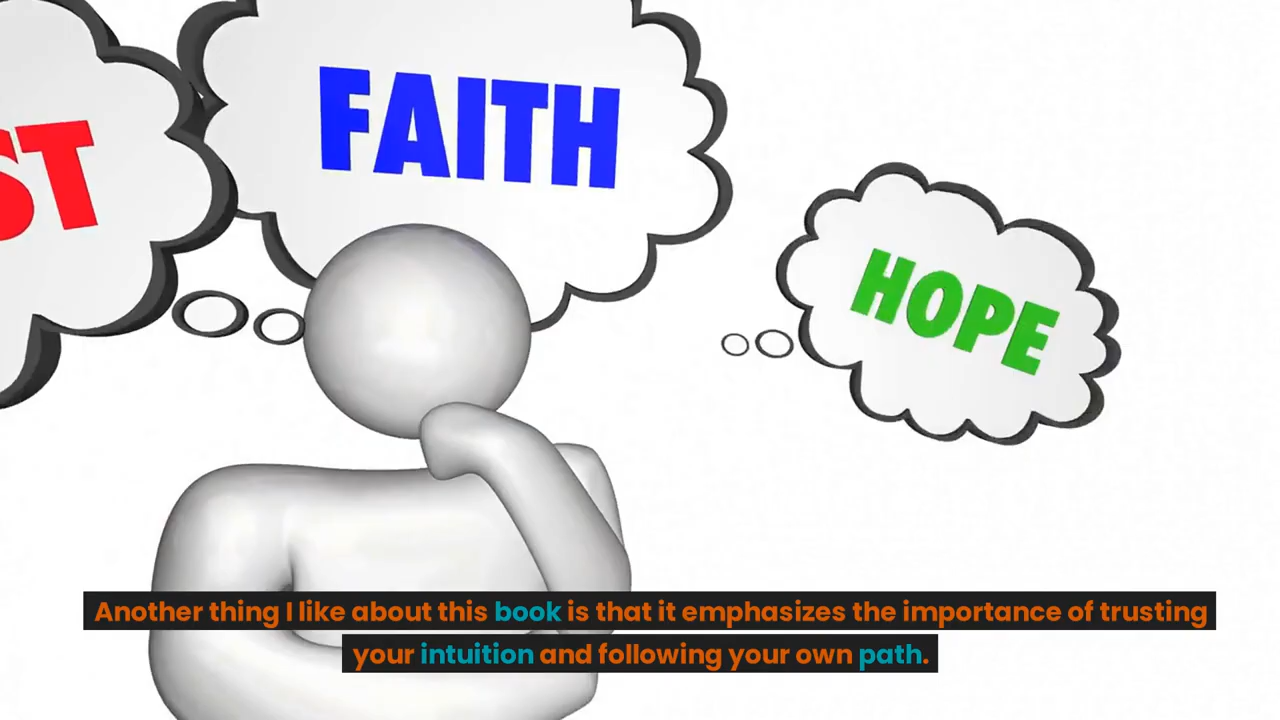 ST
FAITH
HOPE
Another thing I like about this book is that it emphasizes the importance of trusting
your intuition and following your own path.